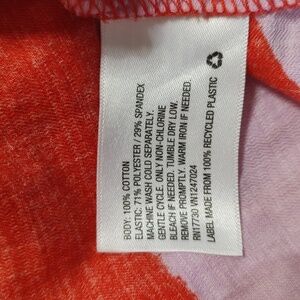 BODY: 100% COTTON
ELASTIC: 71% POLYESTER / 29% SPANDEX
MACHINE WASH COLD SEPARATELY,
GENTLE CYCLE. ONLY NON-CHLORINE
BLEACH IF NEEDED. TUMBLE DRY LOW.
REMOVE PROMPTLY. WARM IRON IF NEEDED.
RN17730 VN1247024
LABEL MADE FROM 100% RECYCLED PLASTIC